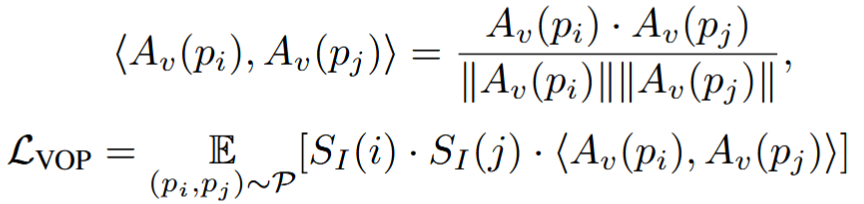 ⟨A_v(p_i), A_v(p_j)⟩ = \frac{A_v(p_i) · A_v(p_j)}{‖A_v(p_i)‖‖A_v(p_j)‖},
𝓛_VOP = 𝔼_{(p_i,p_j)∼𝒫} [S_I(i) · S_I(j) · ⟨A_v(p_i), A_v(p_j)⟩]